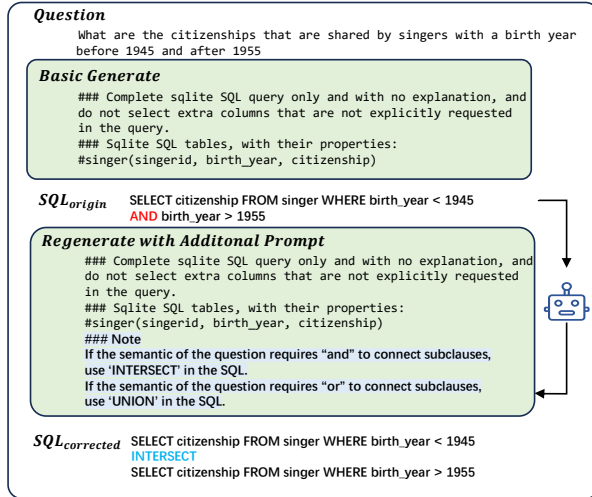 Question
What are the citizenships that are shared by singers with a birth year
before 1945 and after 1955
Basic Generate
### Complete sqlite SQL query only and with no explanation, and
do not select extra columns that are not explicitly requested
in the query.
### Sqlite SQL tables, with their properties:
#singer(singerid, birth_year, citizenship)
SQLorigin SELECT citizenship FROM singer WHERE birth_year < 1945
AND birth_year > 1955
Regenerate with Additonal Prompt
### Complete sqlite SQL query only and with no explanation, and
do not select extra columns that are not explicitly requested
in the query.
### Sqlite SQL tables, with their properties:
#singer(singerid, birth_year, citizenship)
### Note
If the semantic of the question requires “and” to connect subclauses,
use ‘INTERSECT’ in the SQL.
If the semantic of the question requires “or” to connect subclauses,
use ‘UNION’ in the SQL.
SQLcorrected SELECT citizenship FROM singer WHERE birth_year < 1945
INTERSECT
SELECT citizenship FROM singer WHERE birth_year > 1955